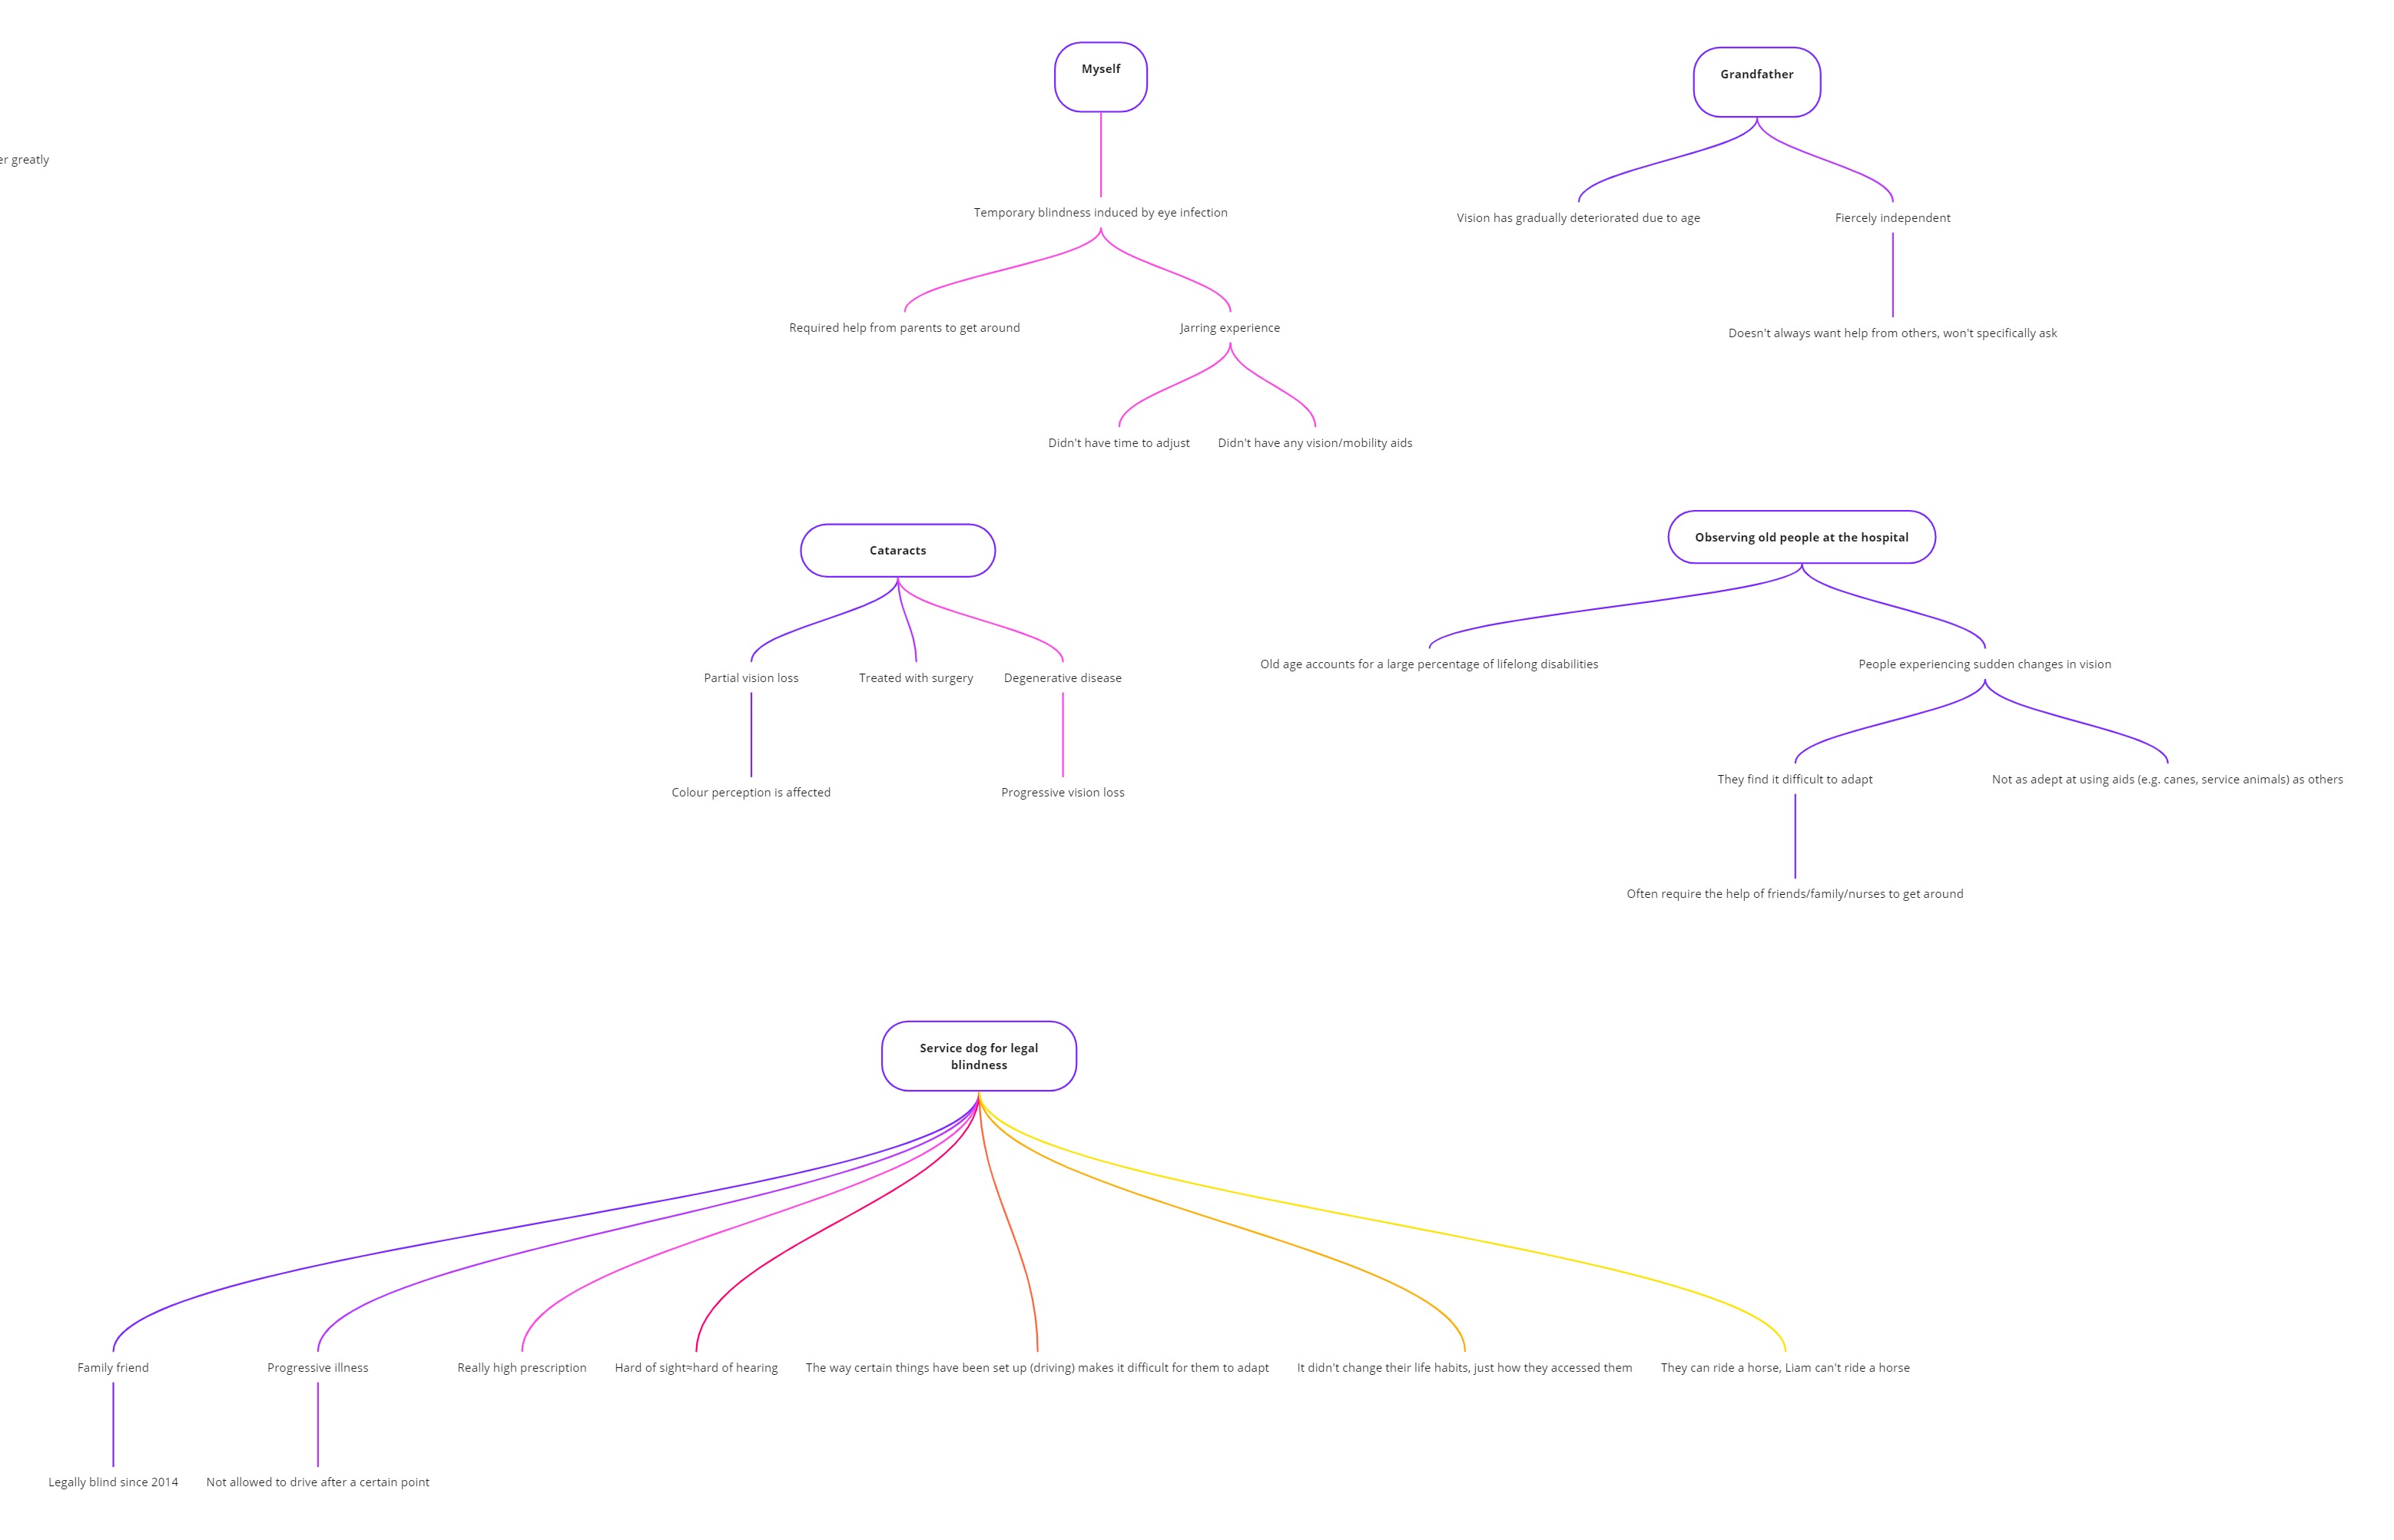 Myself
Grandfather
er greatly
Temporary blindness induced by eye infection
Vision has gradually deteriorated due to age
Fiercely independent
Required help from parents to get around
Jarring experience
Doesn't always want help from others, won't specifically ask
Didn't have time to adjust
Didn't have any vision/mobility aids
Cataracts
Observing old people at the hospital
Partial vision loss
Treated with surgery
Degenerative disease
Old age accounts for a large percentage of lifelong disabilities
People experiencing sudden changes in vision
Colour perception is affected
Progressive vision loss
They find it difficult to adapt
Not as adept at using aids (e.g. canes, service animals) as others
Often require the help of friends/family/nurses to get around
Service dog for legal
blindness
Family friend
Progressive illness
Really high prescription
Hard of sight≈hard of hearing
The way certain things have been set up (driving) makes it difficult for them to adapt
It didn't change their life habits, just how they accessed them
They can ride a horse, Liam can't ride a horse
Legally blind since 2014
Not allowed to drive after a certain point